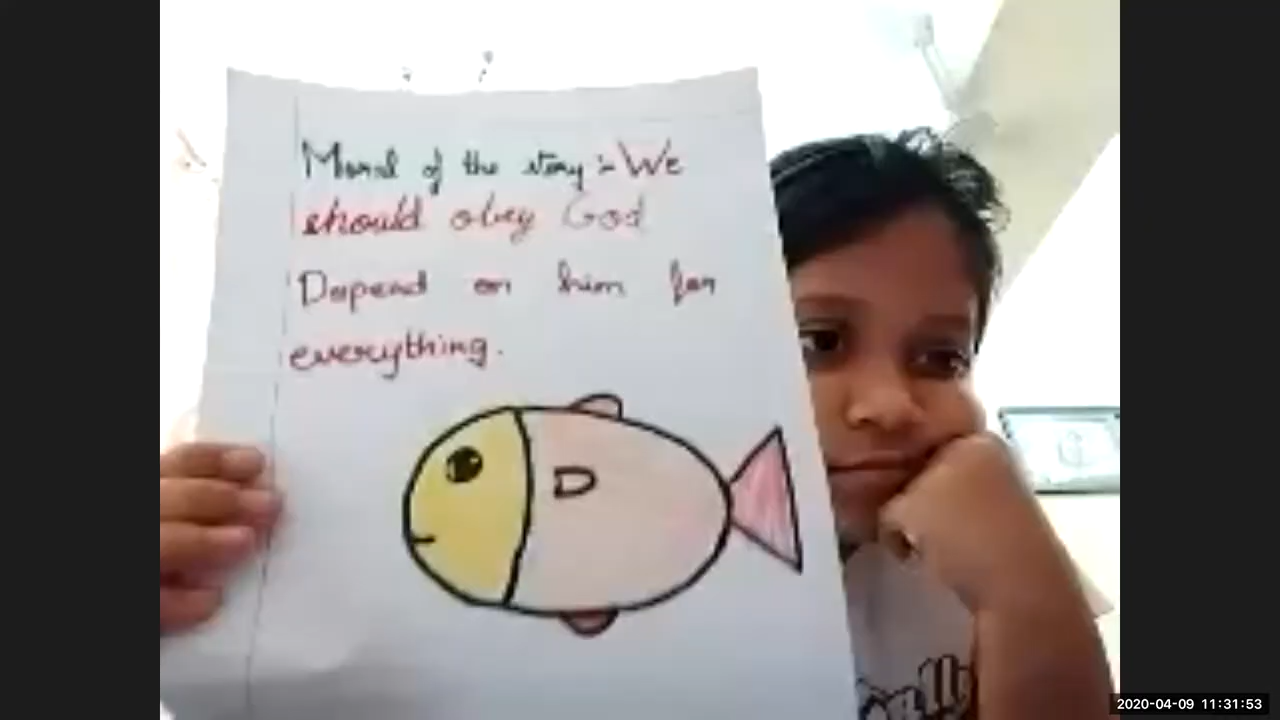 Moral of the story :- We
should obey God
Depend on him for
everything.
D
2020-04-09 11:31:53